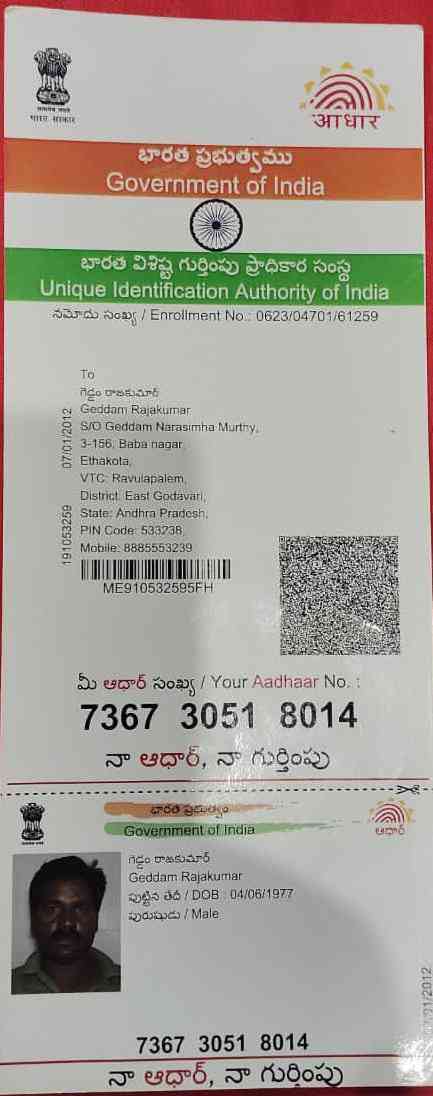 भारत सरकार
आधार
భారత ప్రభుత్వము
Government of India
భారత విశిష్ట గుర్తింపు ప్రాధికార సంస్థ
Unique Identification Authority of India
నమోదు సంఖ్య / Enrollment No.: 0623/04701/61259
To
గెడ్డం రాజకుమార్
Geddam Rajakumar
S/O Geddam Narasimha Murthy,
3-156, Baba nagar,
Ethakota,
VTC: Ravulapalem,
District: East Godavari,
State: Andhra Pradesh,
PIN Code: 533238,
Mobile: 8885553239
07/01/2012
191053259
ME910532595FH
మీ ఆధార్ సంఖ్య / Your Aadhaar No. :
7367 3051 8014
నా ఆధార్, నా గుర్తింపు
భారత ప్రభుత్వం
Government of India
ఆధార్
గెడ్డం రాజకుమార్
Geddam Rajakumar
పుట్టిన తేదీ / DOB : 04/06/1977
పురుషుడు / Male
7367 3051 8014
నా ఆధార్, నా గుర్తింపు